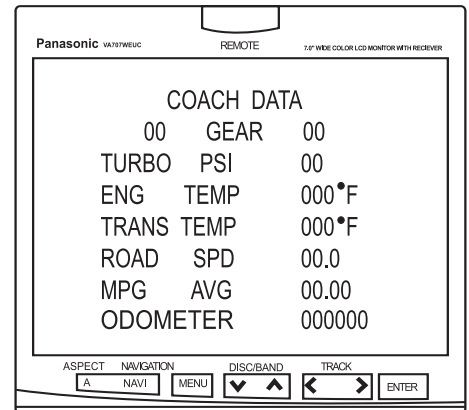 REMOTE
Panasonic VA707WEUC 7.0" WIDE COLOR LCD MONITOR WITH RECIEVER
COACH DATA
00 GEAR 00
TURBO PSI 00
ENG TEMP 000°F
TRANS TEMP 000°F
ROAD SPD 00.0
MPG AVG 00.00
ODOMETER 000000
ASPECT NAVIGATION DISC/BAND TRACK
A NAVI MENU ENTER